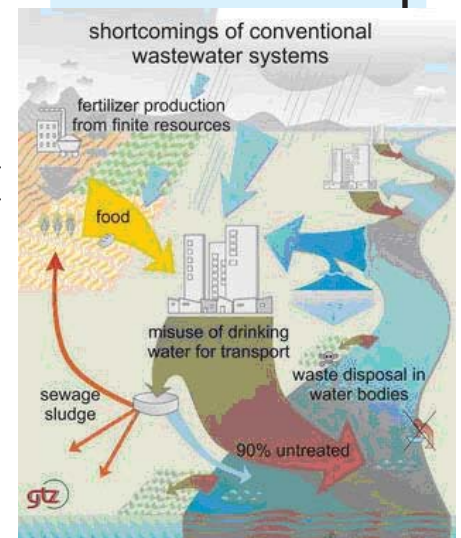 shortcomings of conventional
wastewater systems
fertilizer production
from finite resources
food
misuse of drinking
water for transport
waste disposal in
water bodies
sewage
sludge
90% untreated
gtz